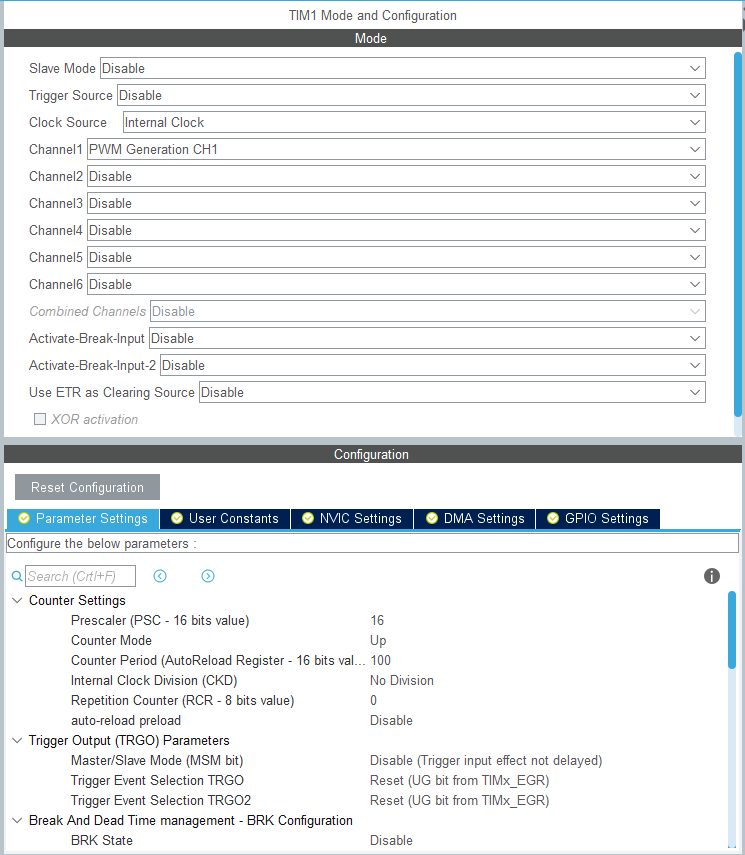 TIM1 Mode and Configuration
Mode
Slave Mode Disable
Trigger Source Disable
Clock Source Internal Clock
Channel1 PWM Generation CH1
Channel2 Disable
Channel3 Disable
Channel4 Disable
Channel5 Disable
Channel6 Disable
Combined Channels Disable
Activate-Break-Input Disable
Activate-Break-Input-2 Disable
Use ETR as Clearing Source Disable
XOR activation
Configuration
Reset Configuration
Parameter Settings User Constants NVIC Settings DMA Settings GPIO Settings
Configure the below parameters :
Search (Crtl+F)
Counter Settings
Prescaler (PSC - 16 bits value) 16
Counter Mode Up
Counter Period (AutoReload Register - 16 bits val... 100
Internal Clock Division (CKD) No Division
Repetition Counter (RCR - 8 bits value) 0
auto-reload preload Disable
Trigger Output (TRGO) Parameters
Master/Slave Mode (MSM bit) Disable (Trigger input effect not delayed)
Trigger Event Selection TRGO Reset (UG bit from TIMx_EGR)
Trigger Event Selection TRGO2 Reset (UG bit from TIMx_EGR)
Break And Dead Time management - BRK Configuration
BRK State Disable